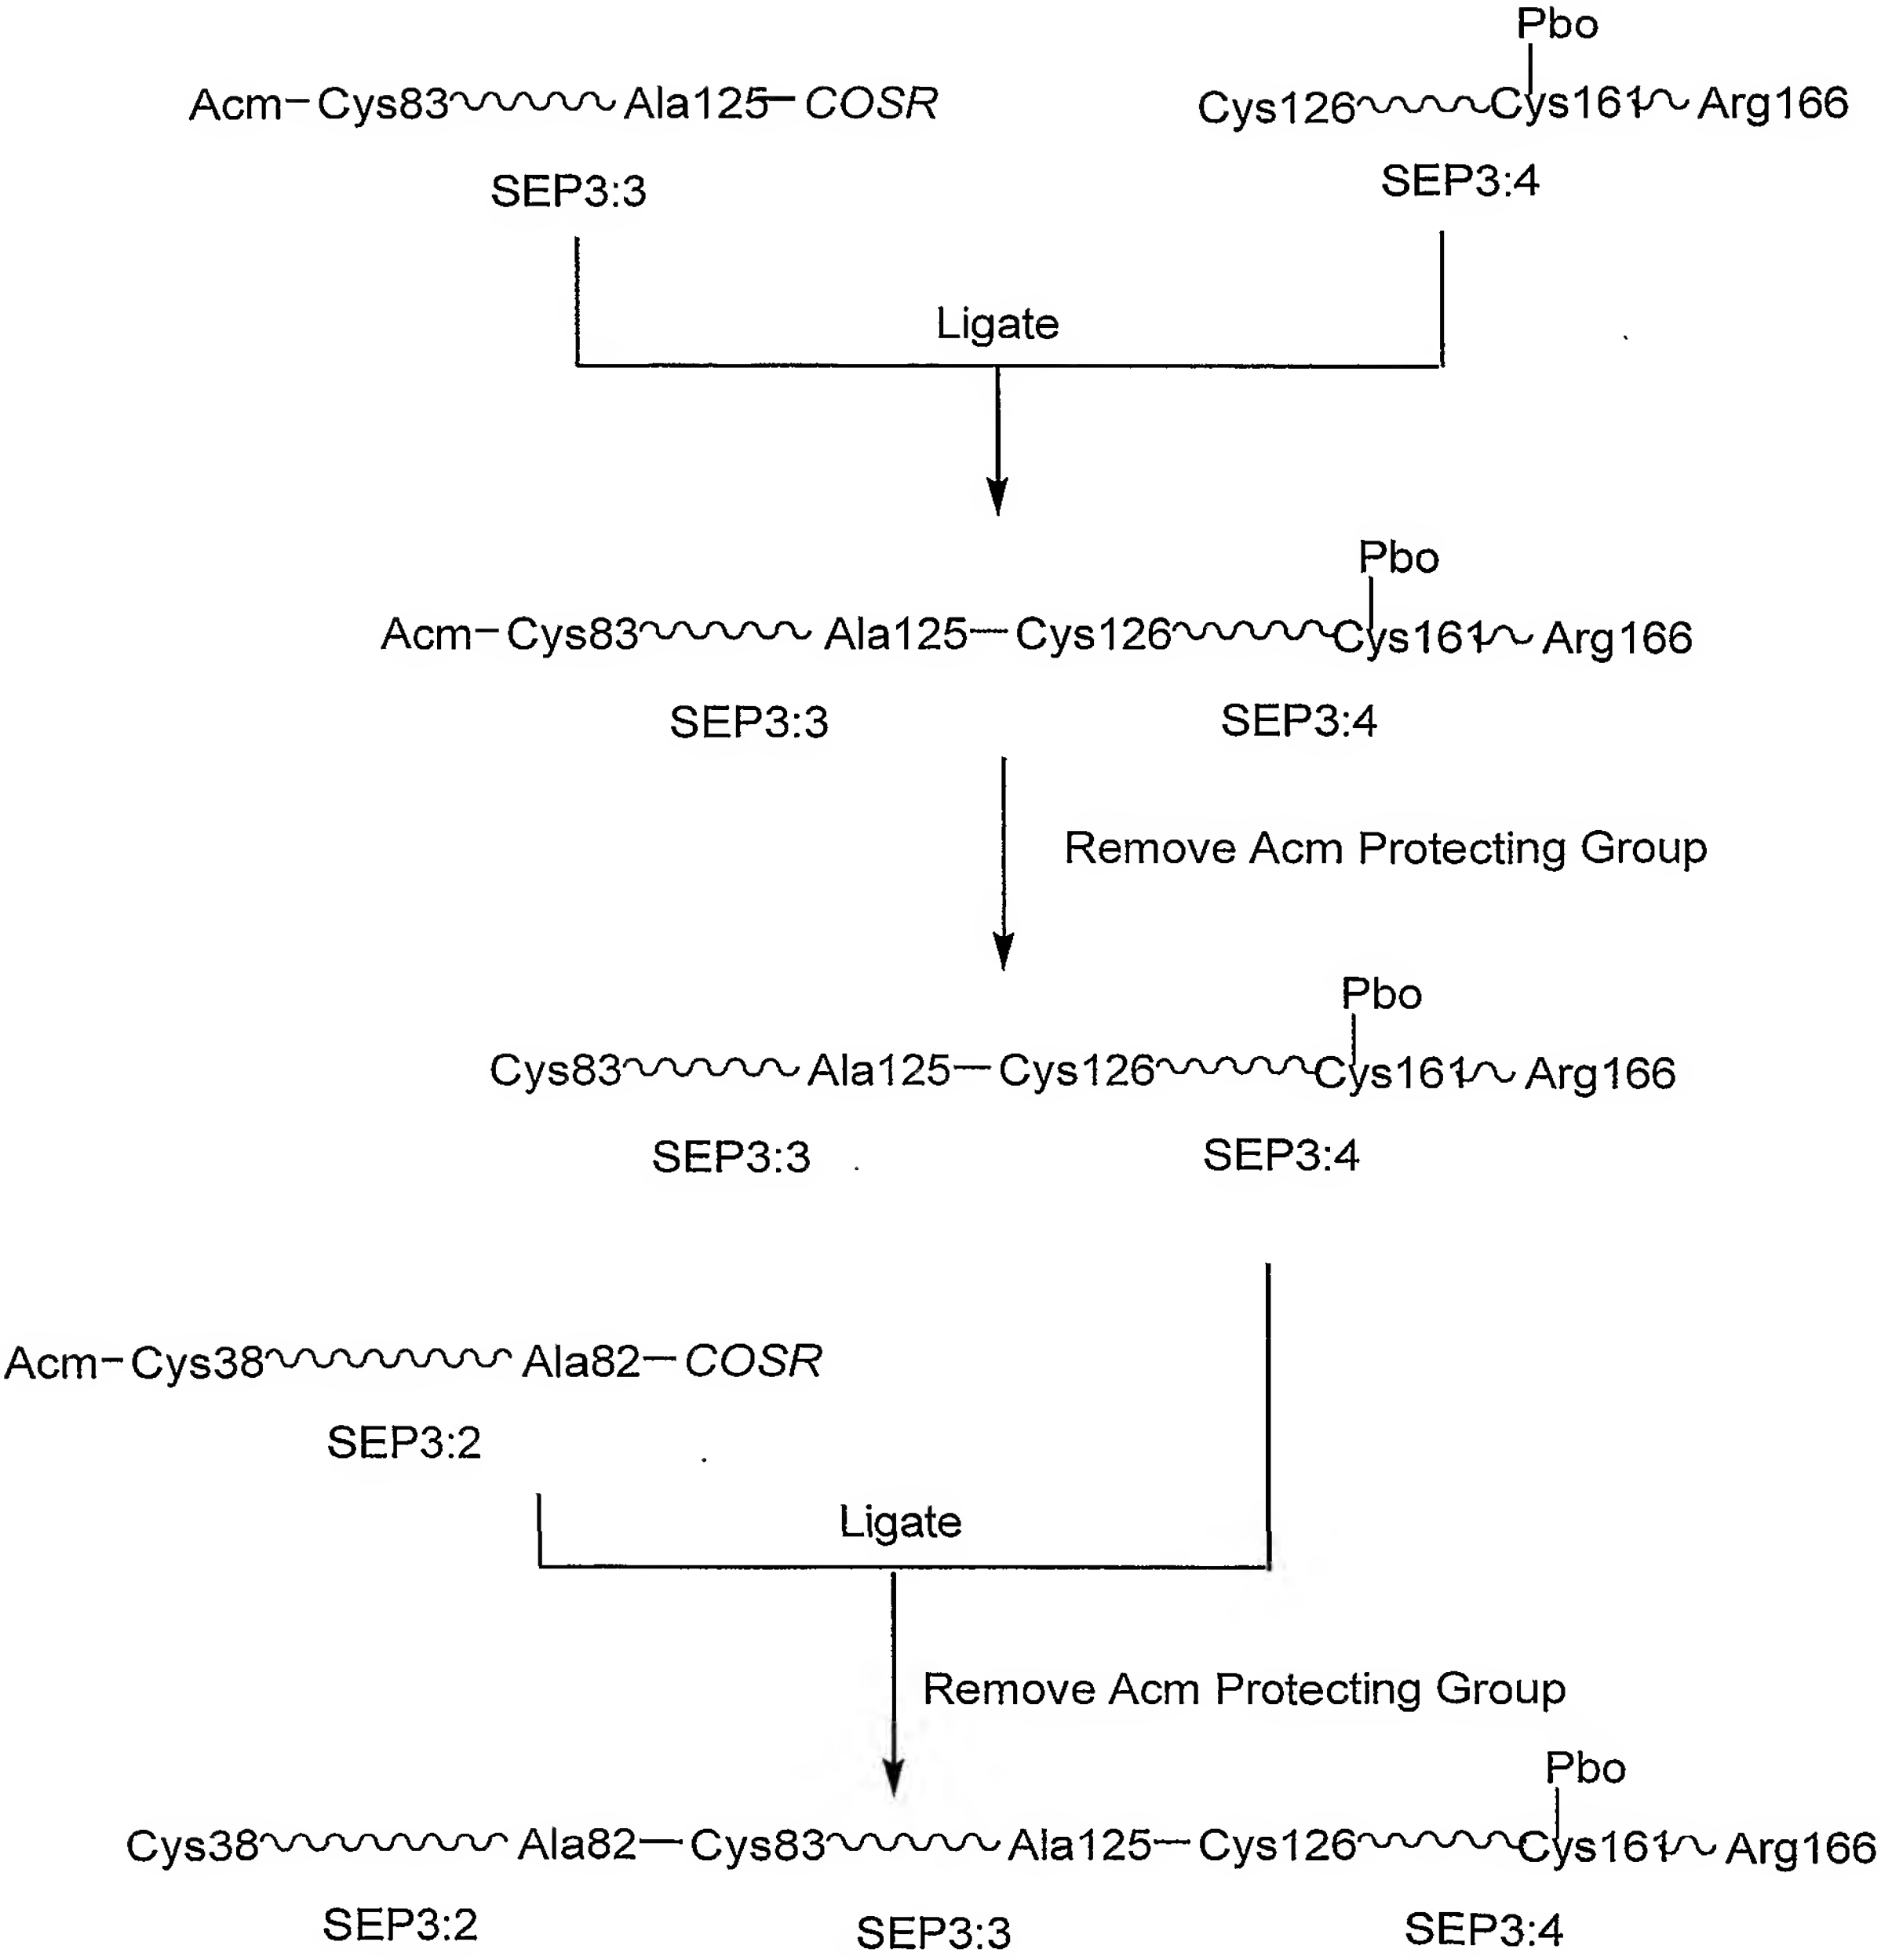 Pbo
Acm–Cys83 Ala125–COSR Cys126 Cys161 Arg166
SEP3:3 SEP3:4
Ligate
Pbo
Acm–Cys83 Ala125–Cys126 Cys161 Arg166
SEP3:3 SEP3:4
Remove Acm Protecting Group
Pbo
Cys83 Ala125–Cys126 Cys161 Arg166
SEP3:3 SEP3:4
Acm–Cys38 Ala82–COSR
SEP3:2
Ligate
Remove Acm Protecting Group
Pbo
Cys38 Ala82–Cys83 Ala125–Cys126 Cys161 Arg166
SEP3:2 SEP3:3 SEP3:4